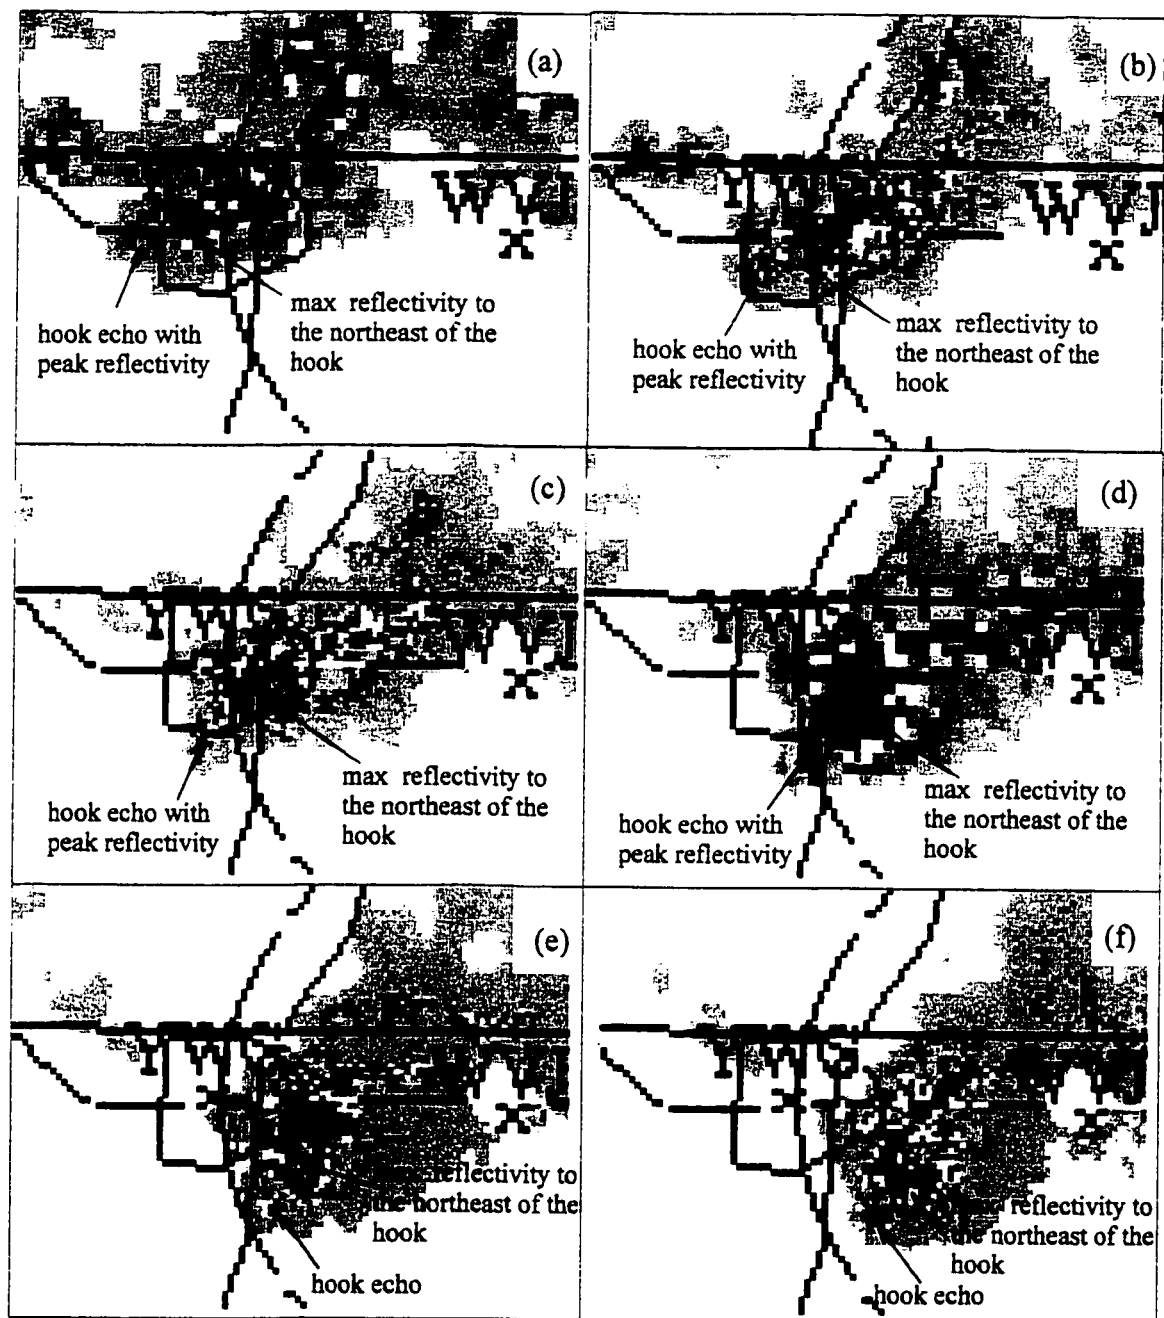 (a)
hook echo with
peak reflectivity
max reflectivity to
the northeast of the
hook
(b)
hook echo with
peak reflectivity
max reflectivity to
the northeast of the
hook
(c)
hook echo with
peak reflectivity
max reflectivity to
the northeast of the
hook
(d)
hook echo with
peak reflectivity
max reflectivity to
the northeast of the
hook
(e)
reflectivity to
the northeast of the
hook
hook echo
(f)
max reflectivity to
the northeast of the
hook
hook echo